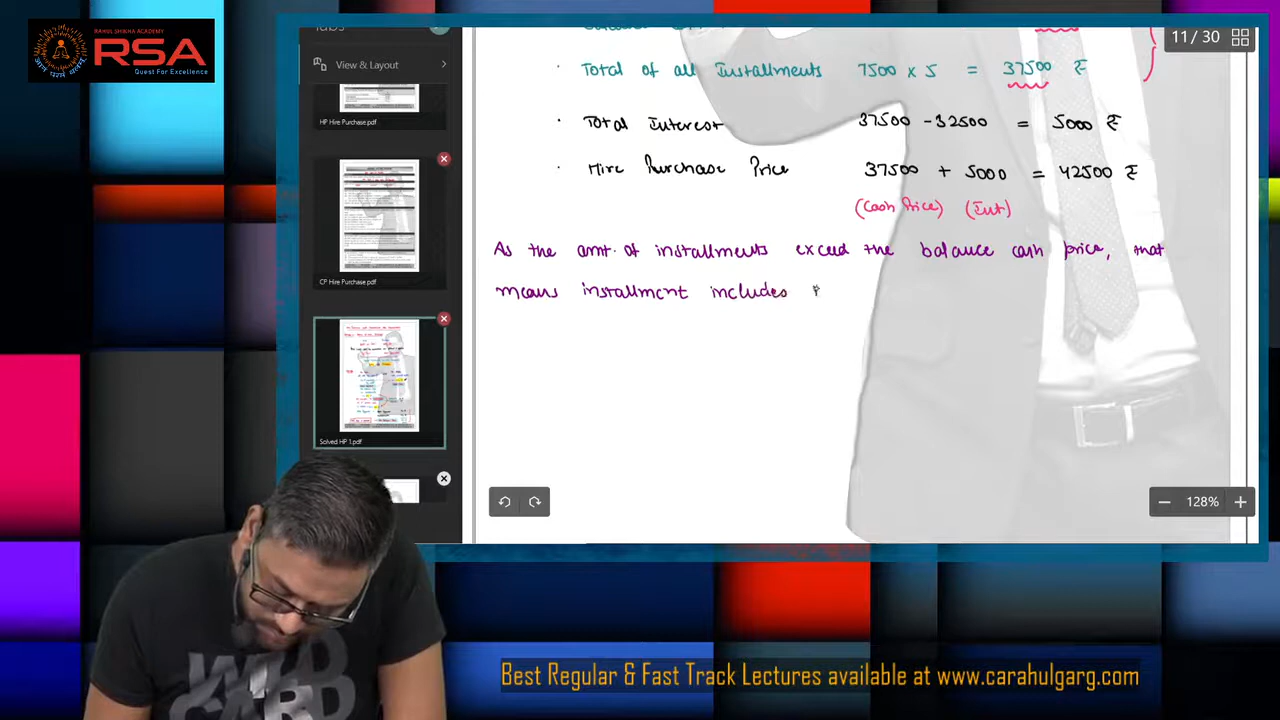 RAHUL SHIKHA ACADEMY
RSA
Quest For Excellence
View & Layout
HP Hire Purchase.pdf
CP Hire Purchase.pdf
Solved HP 1.pdf
11 / 30
Total of all Installments 7500 x 5 = 37500 ₹
Total Interest 37500 - 32500 = 5000 ₹
Hire Purchase Price 37500 + 5000 = 42500 ₹
(Cash Price) (Int)
As the amt. of installments exceed the balance cash price, that
means installment includes
128%
Best Regular & Fast Track Lectures available at www.carahulgarg.com